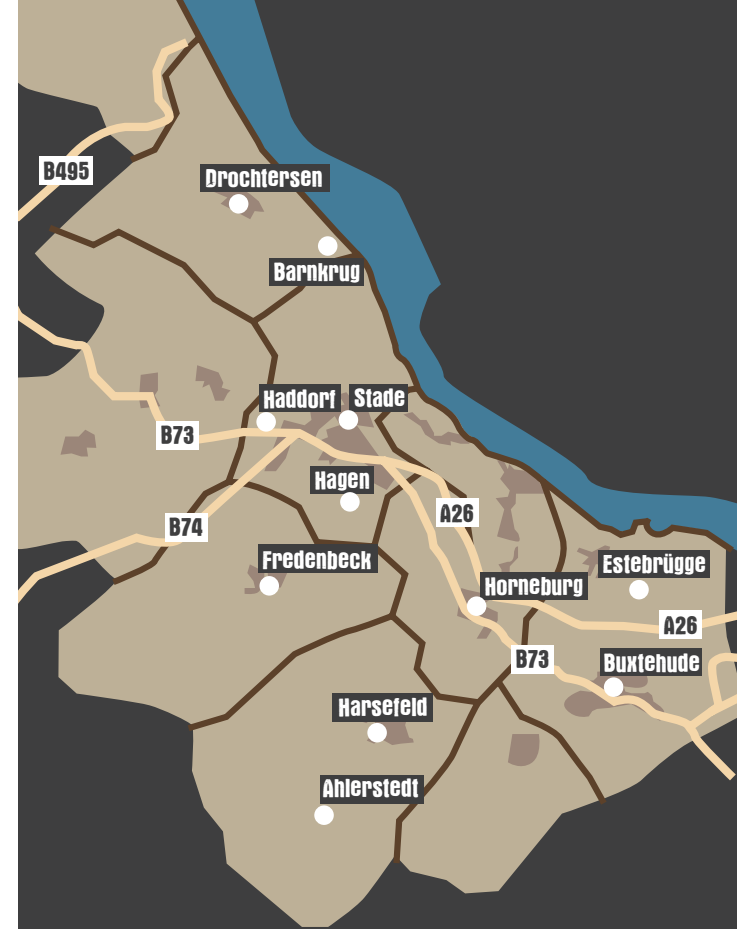 B495
Drochtersen
Barnkrug
Haddorf
Stade
B73
Hagen
A26
B74
Fredenbeck
Estebrügge
Horneburg
A26
B73
Buxtehude
Harsefeld
Ahlerstedt